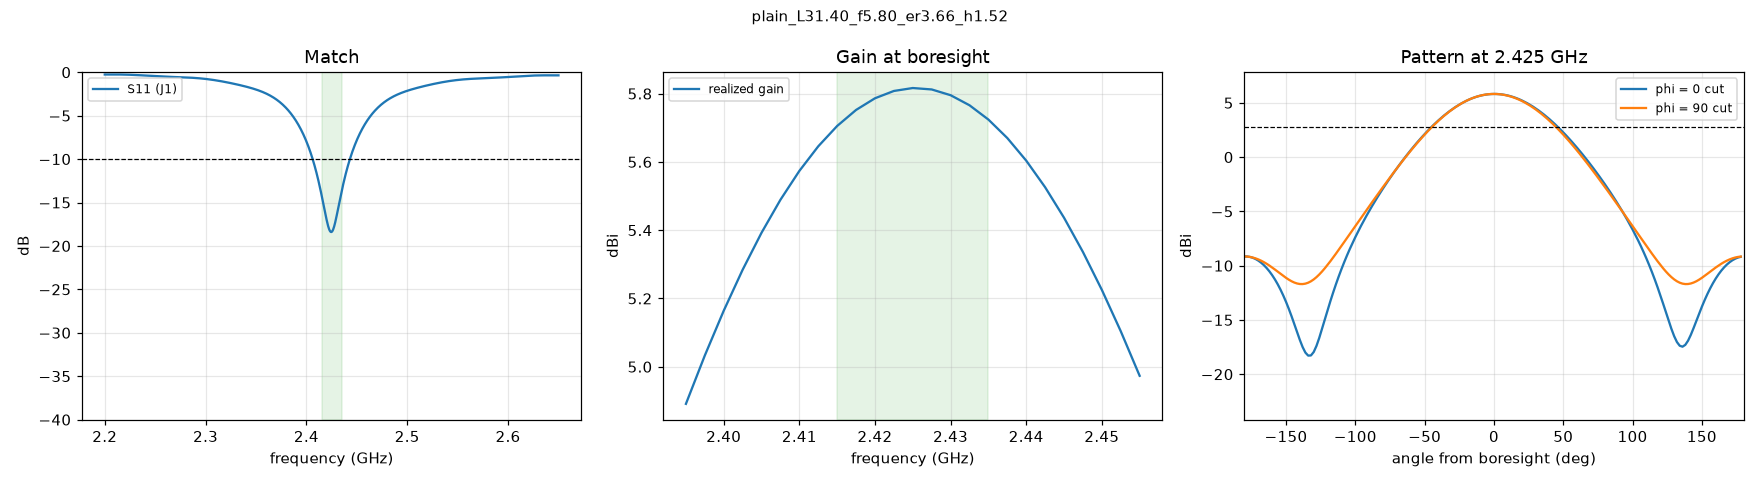 plain_L31.40_f5.80_er3.66_h1.52
Match
S11 (J1)
0
−5
−10
−15
−20
−25
−30
−35
−40
dB
2.2
2.3
2.4
2.5
2.6
frequency (GHz)
Gain at boresight
realized gain
5.8
5.6
5.4
5.2
5.0
dBi
2.40
2.41
2.42
2.43
2.44
2.45
frequency (GHz)
Pattern at 2.425 GHz
phi = 0 cut
phi = 90 cut
5
0
−5
−10
−15
−20
dBi
−150
−100
−50
0
50
100
150
angle from boresight (deg)